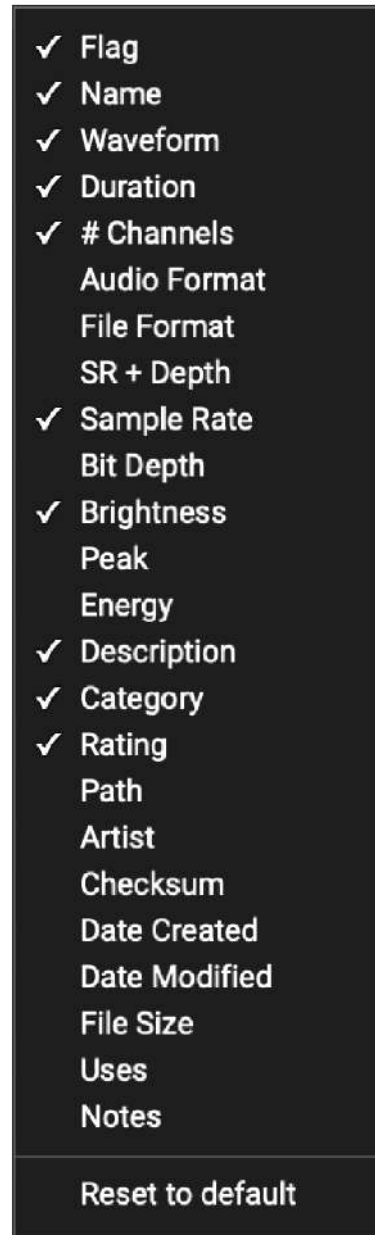 ✓ Flag
✓ Name
✓ Waveform
✓ Duration
✓ # Channels
Audio Format
File Format
SR + Depth
✓ Sample Rate
Bit Depth
✓ Brightness
Peak
Energy
✓ Description
✓ Category
✓ Rating
Path
Artist
Checksum
Date Created
Date Modified
File Size
Uses
Notes
Reset to default